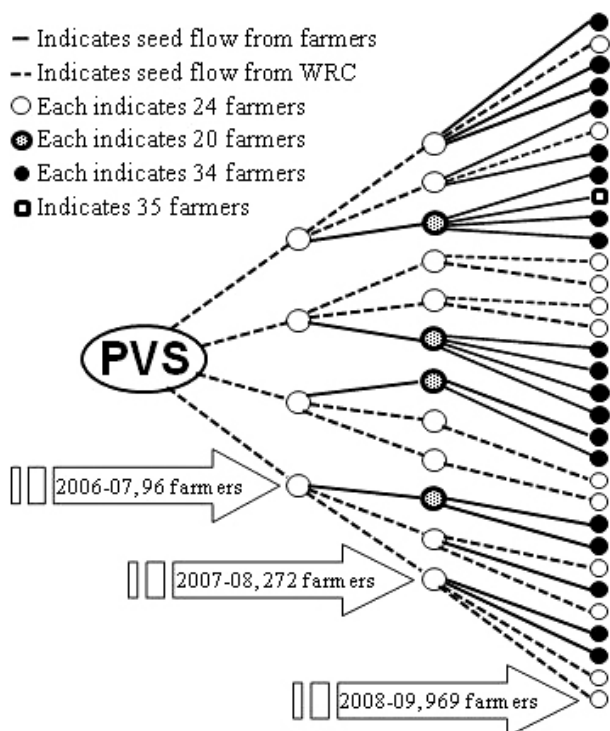 Indicates seed flow from farmers
Indicates seed flow from WRC
Each indicates 24 farmers
Each indicates 20 farmers
Each indicates 34 farmers
Indicates 35 farmers
PVS
2006-07,96 farmers
2007-08,272 farmers
2008-09,969 farmers